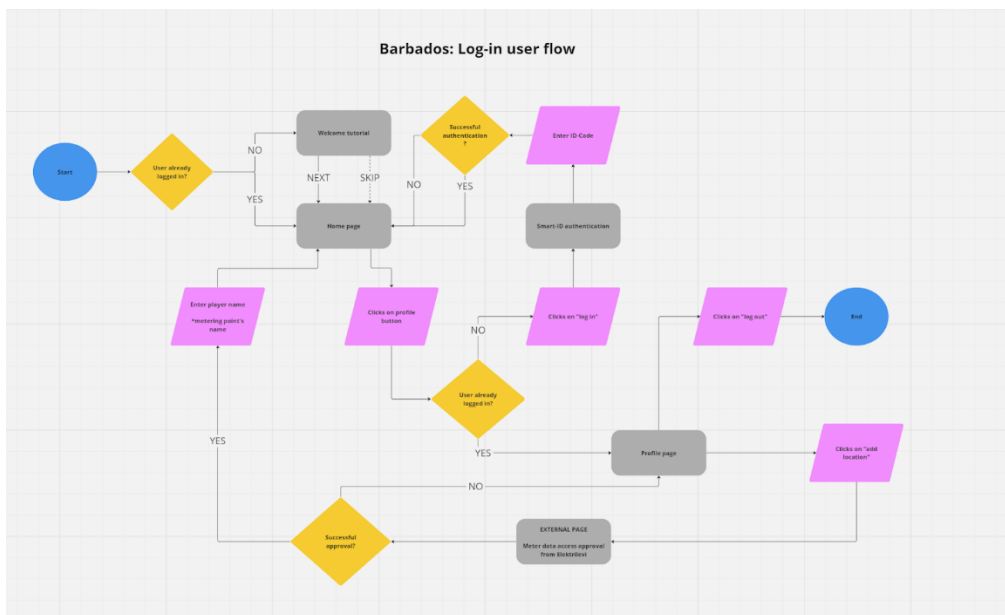 Barbados: Log-in user flow
Welcome tutorial
Successful
authentication
?
Enter ID-Code
Start
User already
logged in?
NO
NEXT
SKIP
NO
YES
YES
Home page
Smart-ID authentication
Enter player name
*metering point's
name
Clicks on profile
button
Clicks on "log in"
Clicks on "log out"
End
NO
User already
logged in?
YES
YES
Profile page
Clicks on "add
location"
NO
Successful
approval?
EXTERNAL PAGE
Meter data access approval
from Elektrilevi